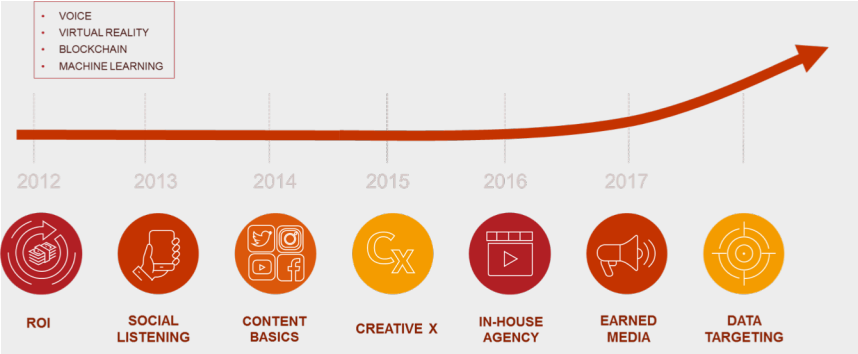 • VOICE
• VIRTUAL REALITY
• BLOCKCHAIN
• MACHINE LEARNING
2012 2013 2014 2015 2016 2017
Cx
ROI
SOCIAL
LISTENING
CONTENT
BASICS
CREATIVE X
IN-HOUSE
AGENCY
EARNED
MEDIA
DATA
TARGETING